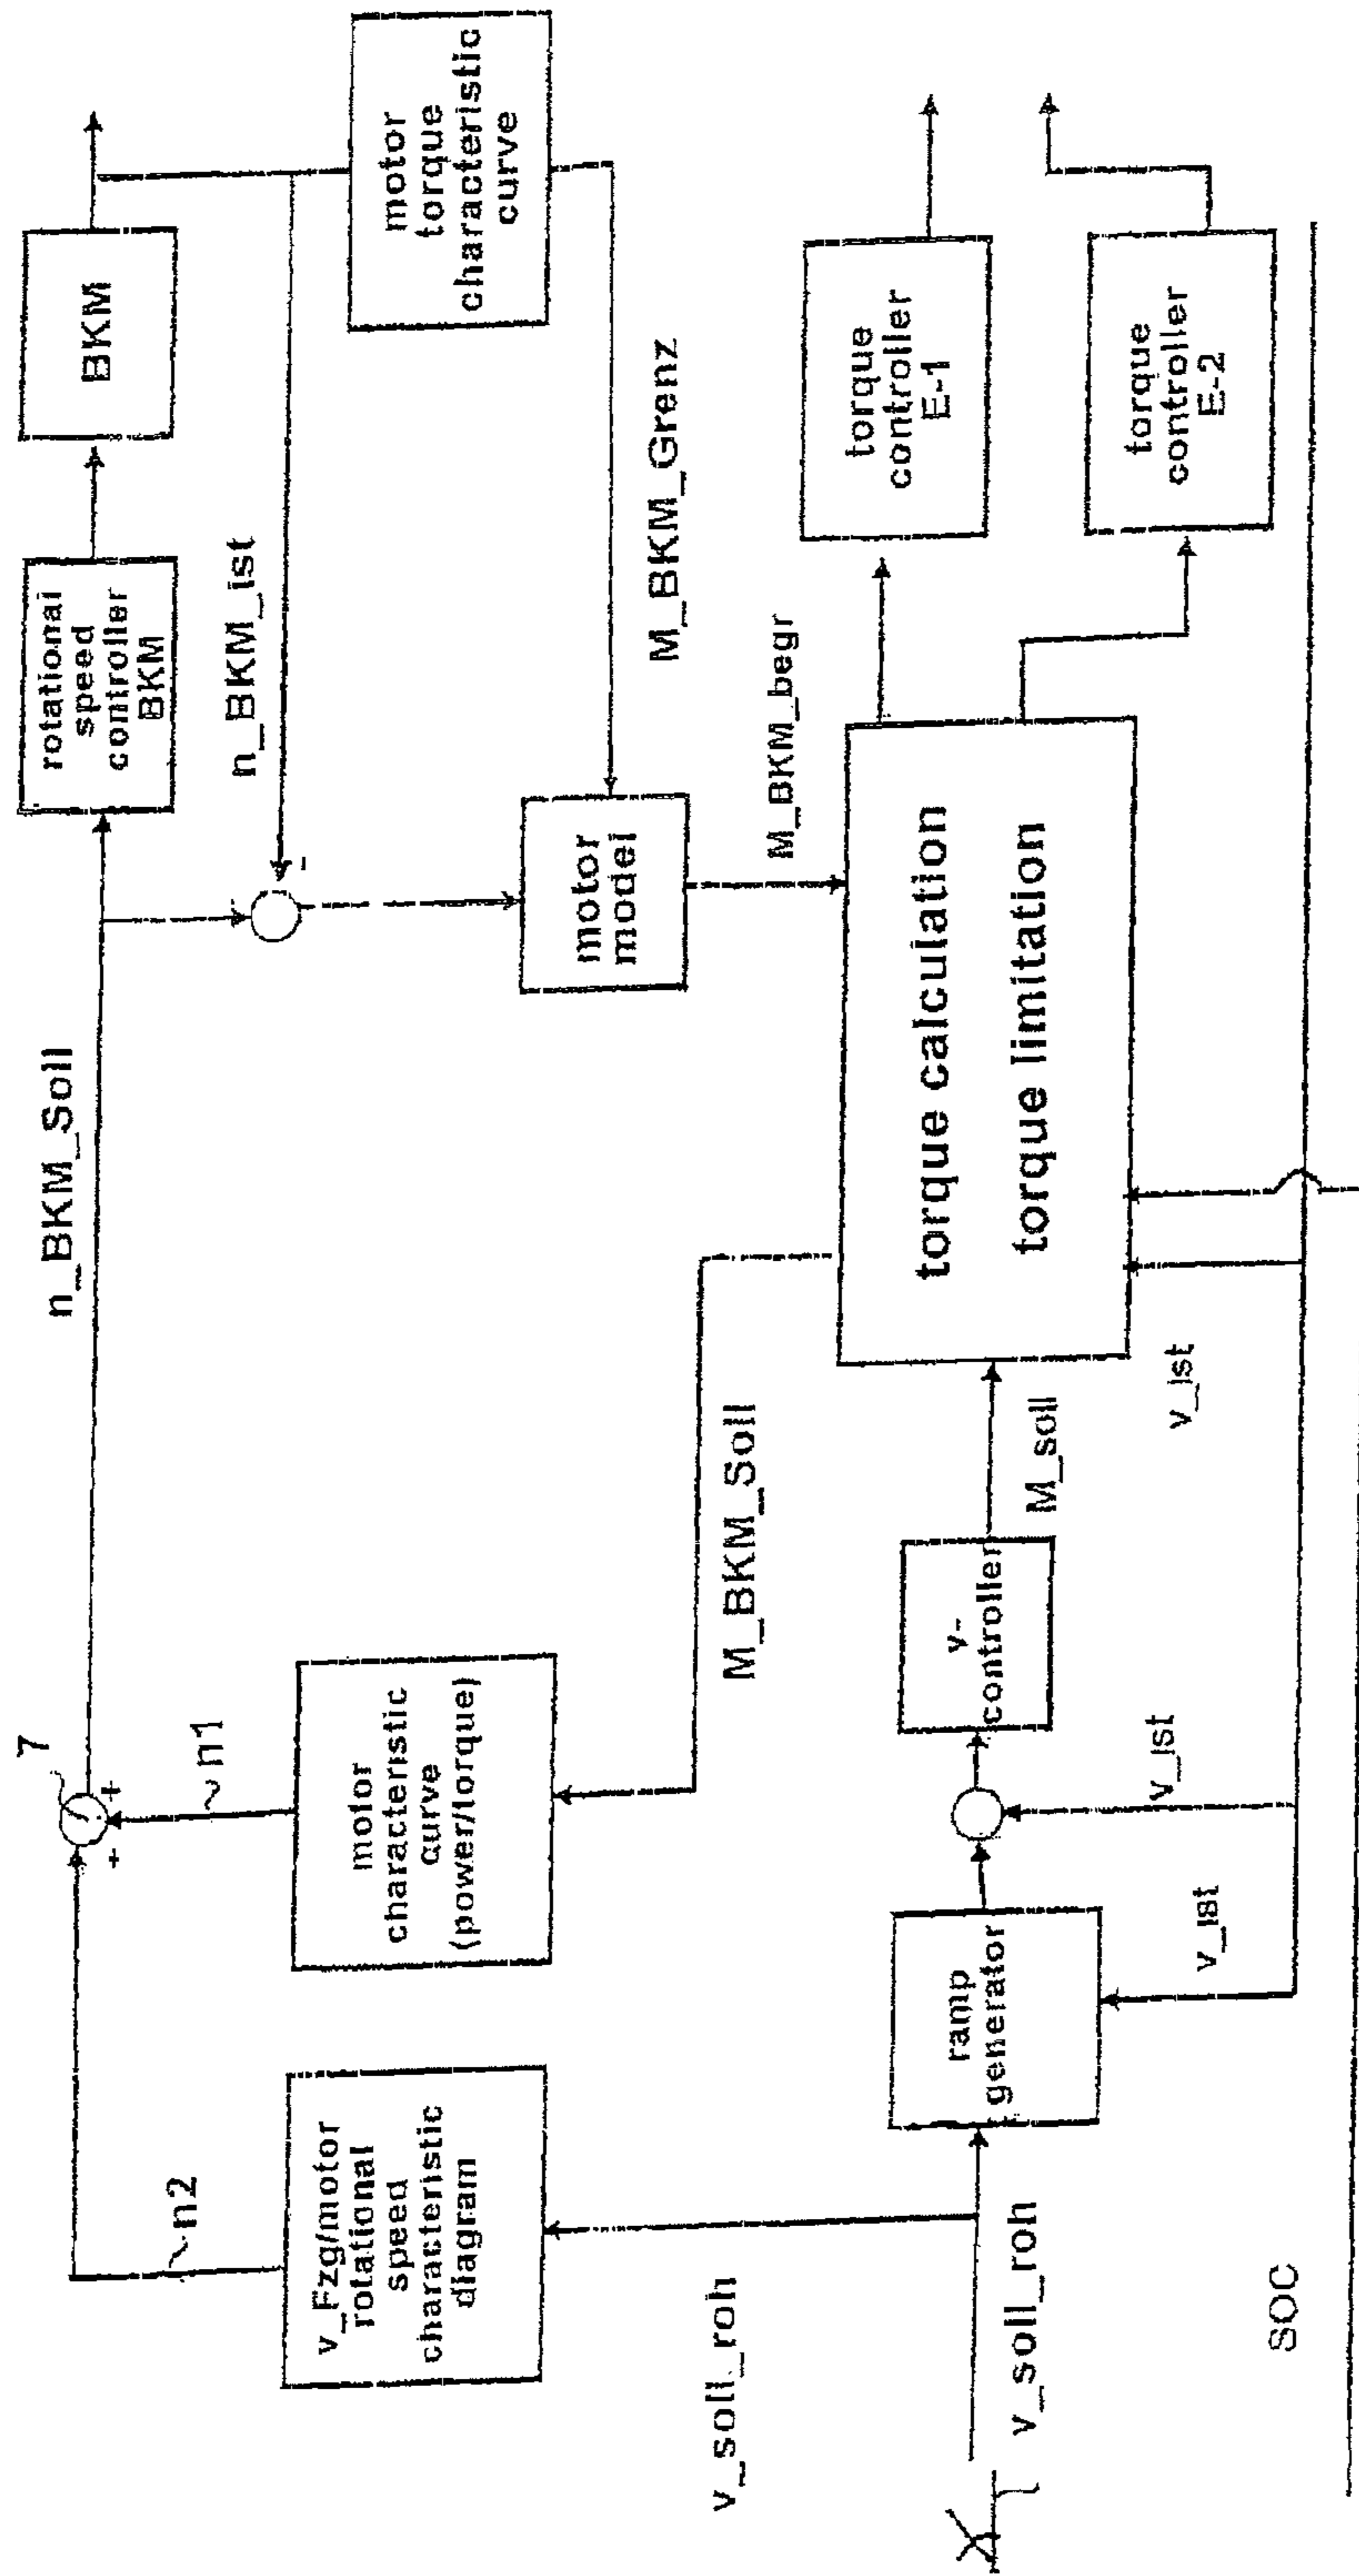 n_BKM_Soll
7
+
+
n1
n2
rotational
speed
controller
BKM
BKM
n_BKM_ist
-
motor
torque
characteristic
curve
M_BKM_Grenz
motor
model
M_BKM_begr
v_Fzg/motor
rotational
speed
characteristic
diagram
motor
characteristic
curve
(power/torque)
M_BKM_Soll
v_soll_roh
v_soll_roh
ramp
generator
v-
controller
M_soll
torque calculation
torque limitation
torque
controller
E-1
torque
controller
E-2
v_ist
v_ist
v_ist
SOC